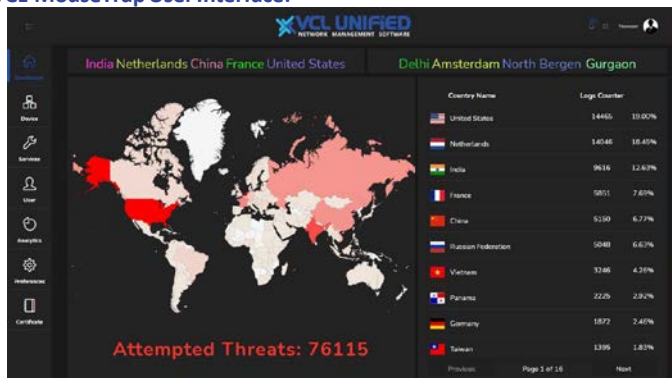 VCL MouseTrap User Interface:
VCL UNIFIED
NETWORK MANAGEMENT SOFTWARE
India Netherlands China France United States
Delhi Amsterdam North Bergen Gurgaon
Dashboard
Device
Services
User
Analytics
Preferences
Certificate
Country Name Logs Counter
United States 14465 19.00%
Netherlands 14046 18.45%
India 9616 12.63%
France 5851 7.69%
China 5150 6.77%
Russian Federation 5048 6.63%
Vietnam 3246 4.26%
Panama 2225 2.92%
Germany 1872 2.46%
Taiwan 1395 1.83%
Attempted Threats: 76115
Previous Page 1 of 16 Next